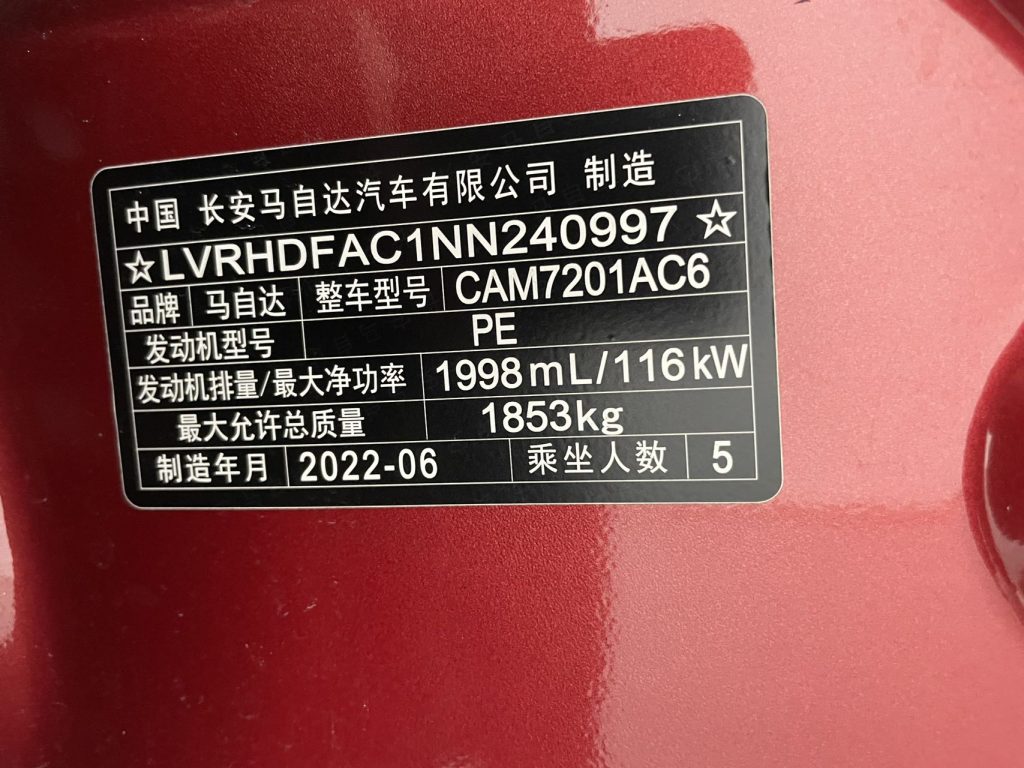 中国 长安马自达汽车有限公司 制造
☆LVRHDFAC1NN240997☆
品牌 马自达 整车型号 CAM7201AC6
发动机型号 PE
发动机排量/最大净功率 1998mL/116kW
最大允许总质量 1853kg
制造年月 2022-06 乘坐人数 5